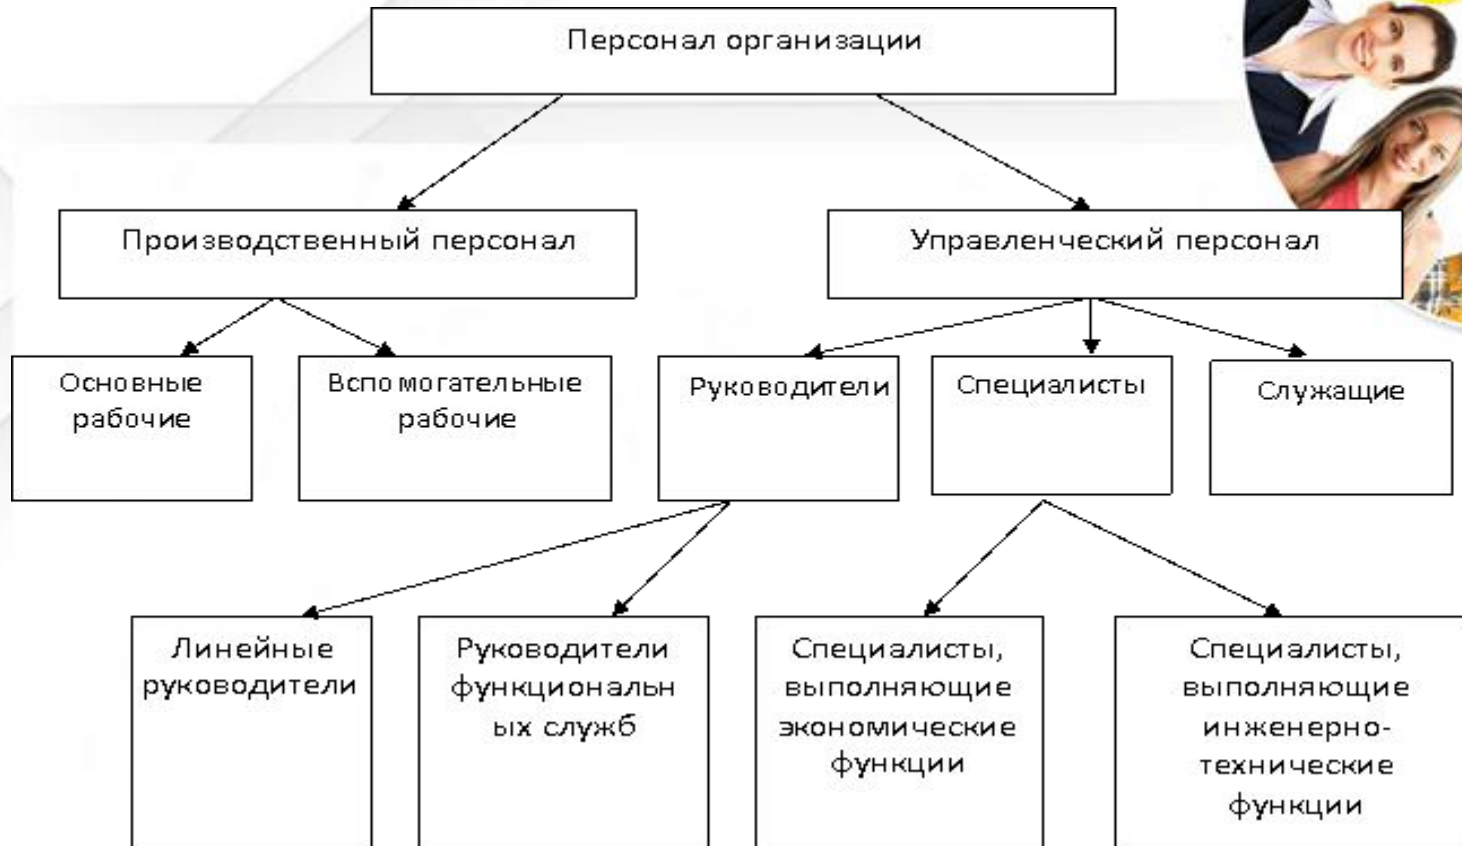 Персонал организации
Производственный персонал
Управленческий персонал
Основные
рабочие
Вспомогательные
рабочие
Руководители
Специалисты
Служащие
Линейные
руководители
Руководители
функциональн
ых служб
Специалисты,
выполняющие
экономические
функции
Специалисты,
выполняющие
инженерно-
технические
функции